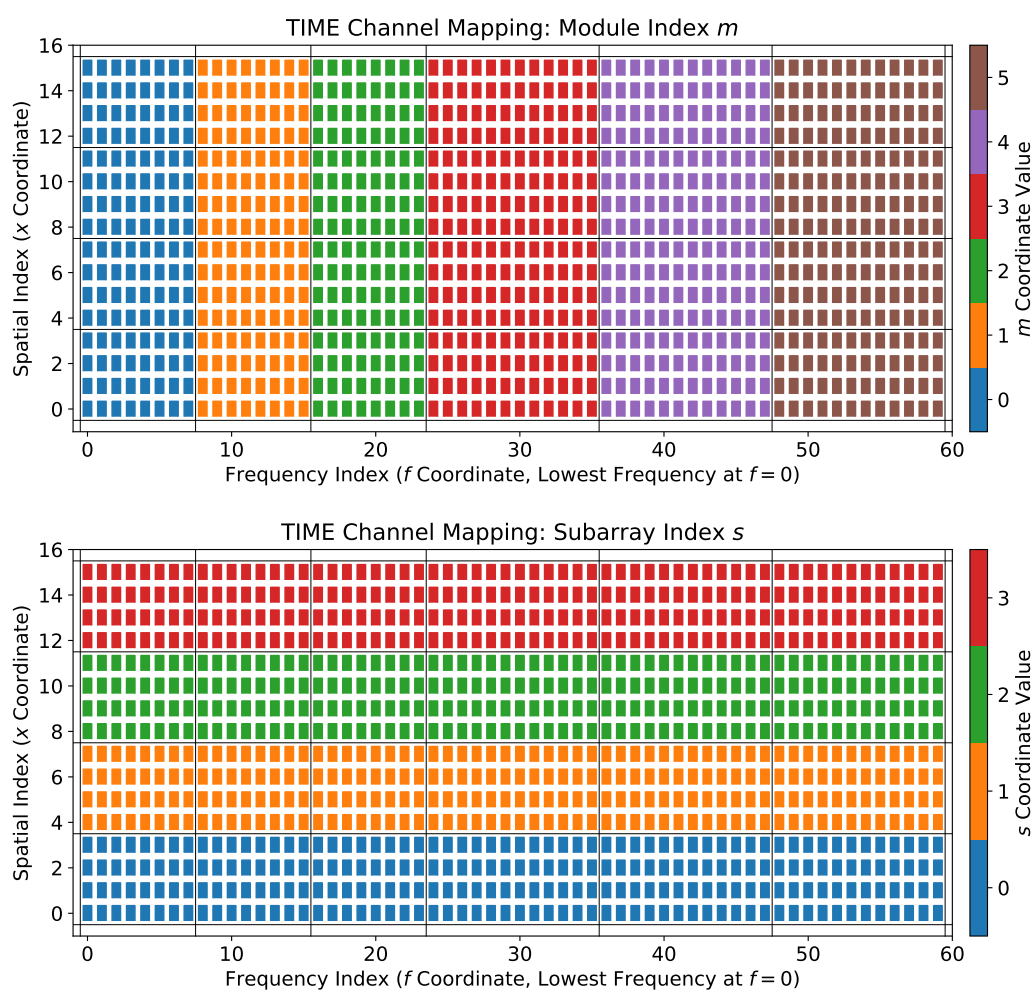 TIME Channel Mapping: Module Index m
16
14
12
10
8
6
4
2
0
Spatial Index (x Coordinate)
0 10 20 30 40 50 60
Frequency Index (f Coordinate, Lowest Frequency at f = 0)
5
4
3
2
1
0
m Coordinate Value
TIME Channel Mapping: Subarray Index s
16
14
12
10
8
6
4
2
0
Spatial Index (x Coordinate)
0 10 20 30 40 50 60
Frequency Index (f Coordinate, Lowest Frequency at f = 0)
3
2
1
0
s Coordinate Value